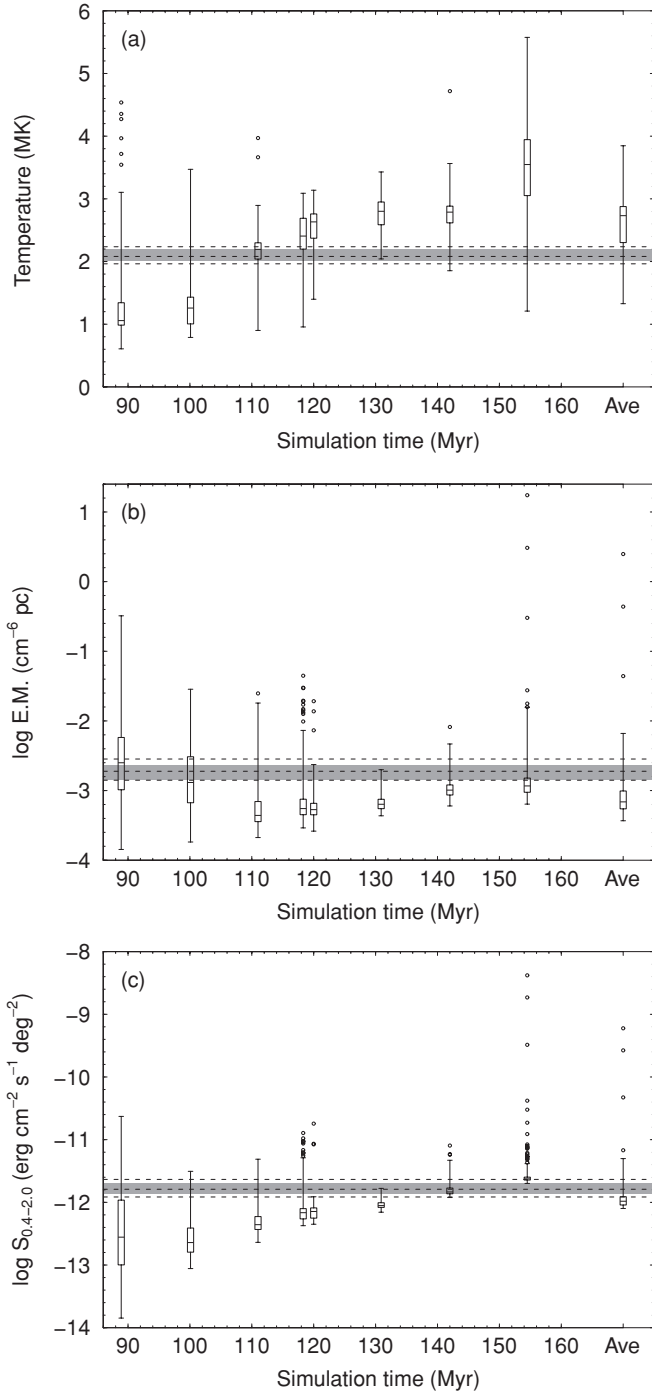 (a)
6
5
4
3
2
1
0
Temperature (MK)
90 100 110 120 130 140 150 160 Ave
Simulation time (Myr)
(b)
1
0
−1
−2
−3
−4
log E.M. (cm⁻⁶ pc)
90 100 110 120 130 140 150 160 Ave
Simulation time (Myr)
(c)
−8
−9
−10
−11
−12
−13
−14
log S₀.₄₋₂.₀ (erg cm⁻² s⁻¹ deg⁻²)
90 100 110 120 130 140 150 160 Ave
Simulation time (Myr)